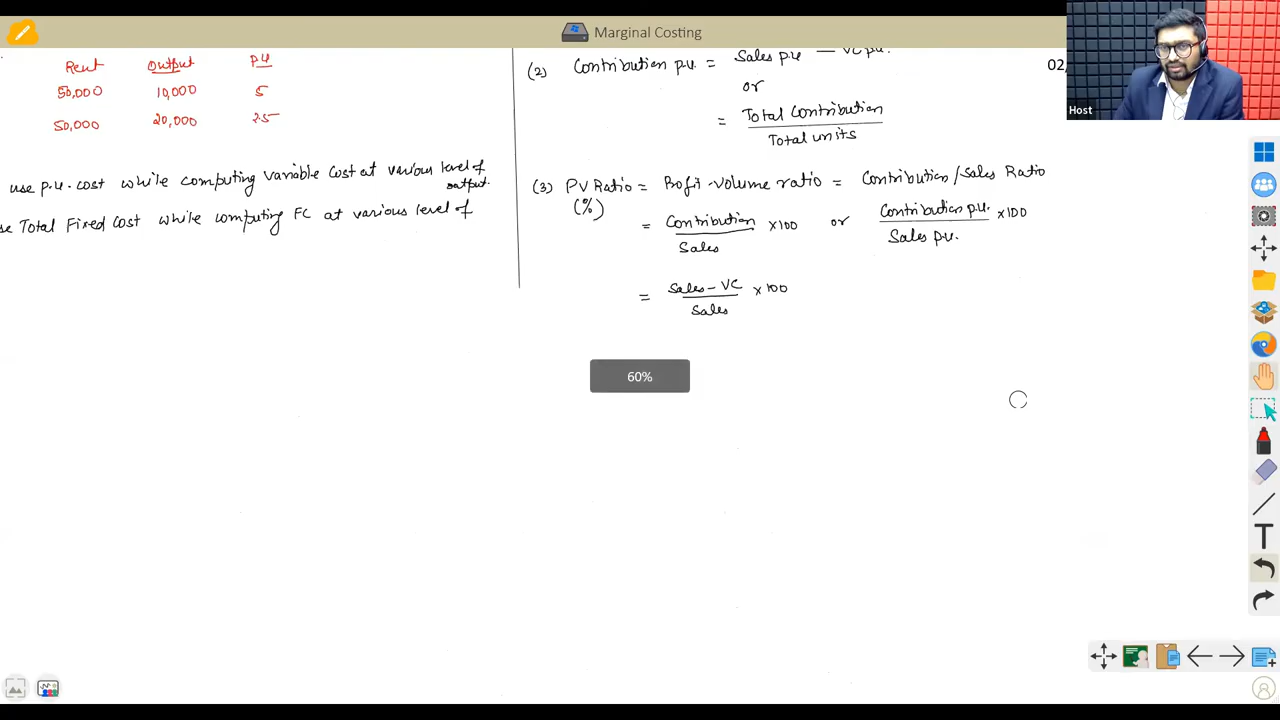 Marginal Costing
Host
Rent Output P.U
50,000 10,000 5
50,000 20,000 2.5
use p.u. cost while computing variable cost at various level of
output.
se Total Fixed Cost while computing FC at various level of
(2) Contribution p.u. = Sales p.u — VC p.u.
or
= Total Contribution
Total units
02,
(3) PV Ratio = Profit-Volume ratio = Contribution/Sales Ratio
(%)
= Contribution x100 or Contribution p.u. x100
Sales Sales p.u.
= Sales-VC x100
Sales
60%
T